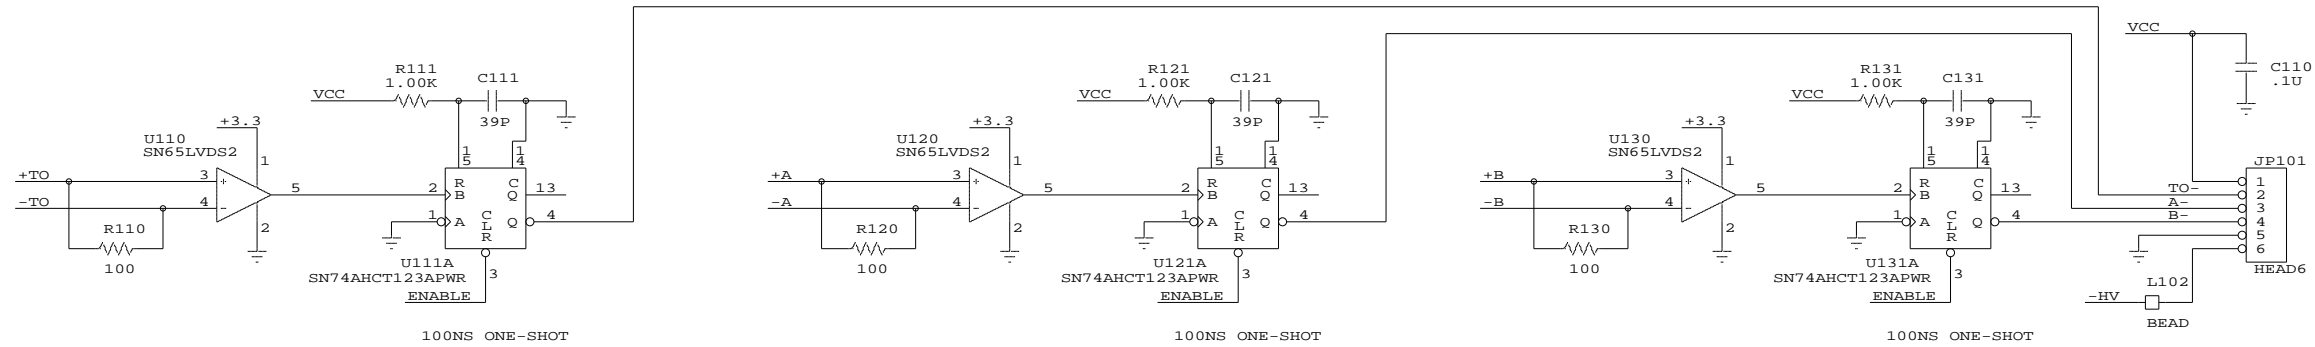 VCC
R111
1.00K
C111
VCC
39P
+3.3
U110
SN65LVDS2
1
1
5
1
4
+TO
3
+
5
2
R
B
C
Q
13
-TO
4
-
1
A
C
L
R
Q
4
2
R110
100
U111A
SN74AHCT123APWR
3
ENABLE
100NS ONE-SHOT
R121
1.00K
C121
VCC
39P
+3.3
U120
SN65LVDS2
1
1
5
1
4
+A
3
+
5
2
R
B
C
Q
13
-A
4
-
1
A
C
L
R
Q
4
2
R120
100
U121A
SN74AHCT123APWR
3
ENABLE
100NS ONE-SHOT
R131
1.00K
C131
VCC
39P
+3.3
U130
SN65LVDS2
1
1
5
1
4
+B
3
+
5
2
R
B
C
Q
13
-B
4
-
1
A
C
L
R
Q
4
2
R130
100
U131A
SN74AHCT123APWR
3
ENABLE
100NS ONE-SHOT
C110
.1U
JP101
1
TO- 2
A- 3
B- 4
5
6
HEAD6
L102
-HV
BEAD